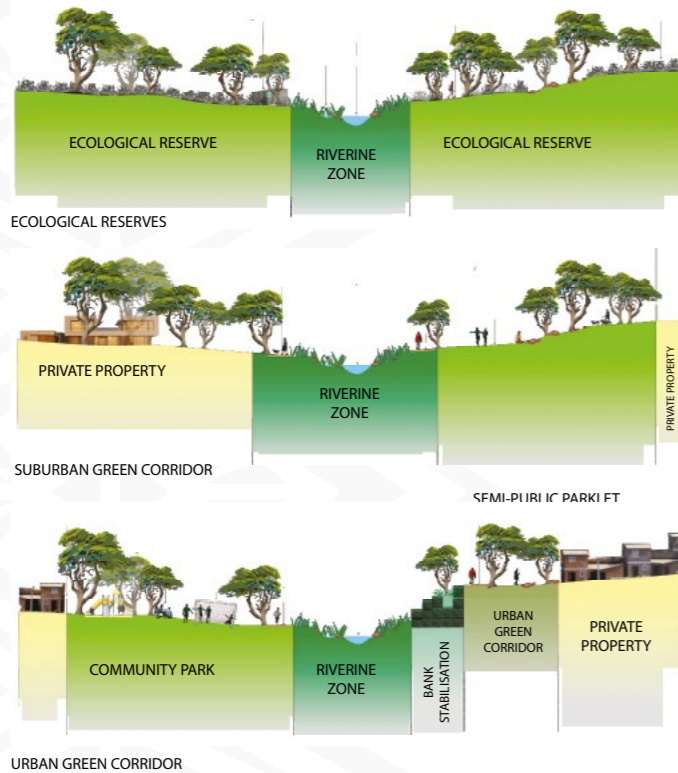 ECOLOGICAL RESERVE
RIVERINE
ZONE
ECOLOGICAL RESERVE
ECOLOGICAL RESERVES
PRIVATE PROPERTY
RIVERINE
ZONE
PRIVATE PROPERTY
SUBURBAN GREEN CORRIDOR
SEMI-PUBLIC PARKLET
COMMUNITY PARK
RIVERINE
ZONE
BANK
STABILISATION
URBAN
GREEN
CORRIDOR
PRIVATE
PROPERTY
URBAN GREEN CORRIDOR